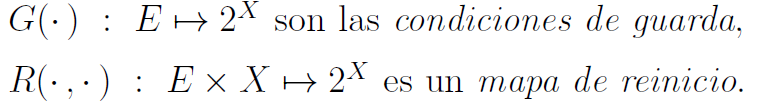 G(·) : E ↦ 2^X son las condiciones de guarda,
R(·,·) : E × X ↦ 2^X es un mapa de reinicio.